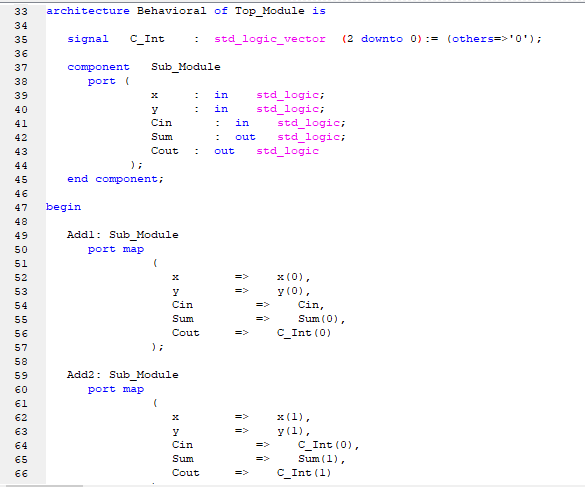 33 architecture Behavioral of Top_Module is
34
35 signal C_Int : std_logic_vector (2 downto 0):= (others=>'0');
36
37 component Sub_Module
38 port (
39 x : in std_logic;
40 y : in std_logic;
41 Cin : in std_logic;
42 Sum : out std_logic;
43 Cout : out std_logic
44 );
45 end component;
46
47 begin
48
49 Add1: Sub_Module
50 port map
51 (
52 x => x(0),
53 y => y(0),
54 Cin => Cin,
55 Sum => Sum(0),
56 Cout => C_Int(0)
57 );
58
59 Add2: Sub_Module
60 port map
61 (
62 x => x(1),
63 y => y(1),
64 Cin => C_Int(0),
65 Sum => Sum(1),
66 Cout => C_Int(1)